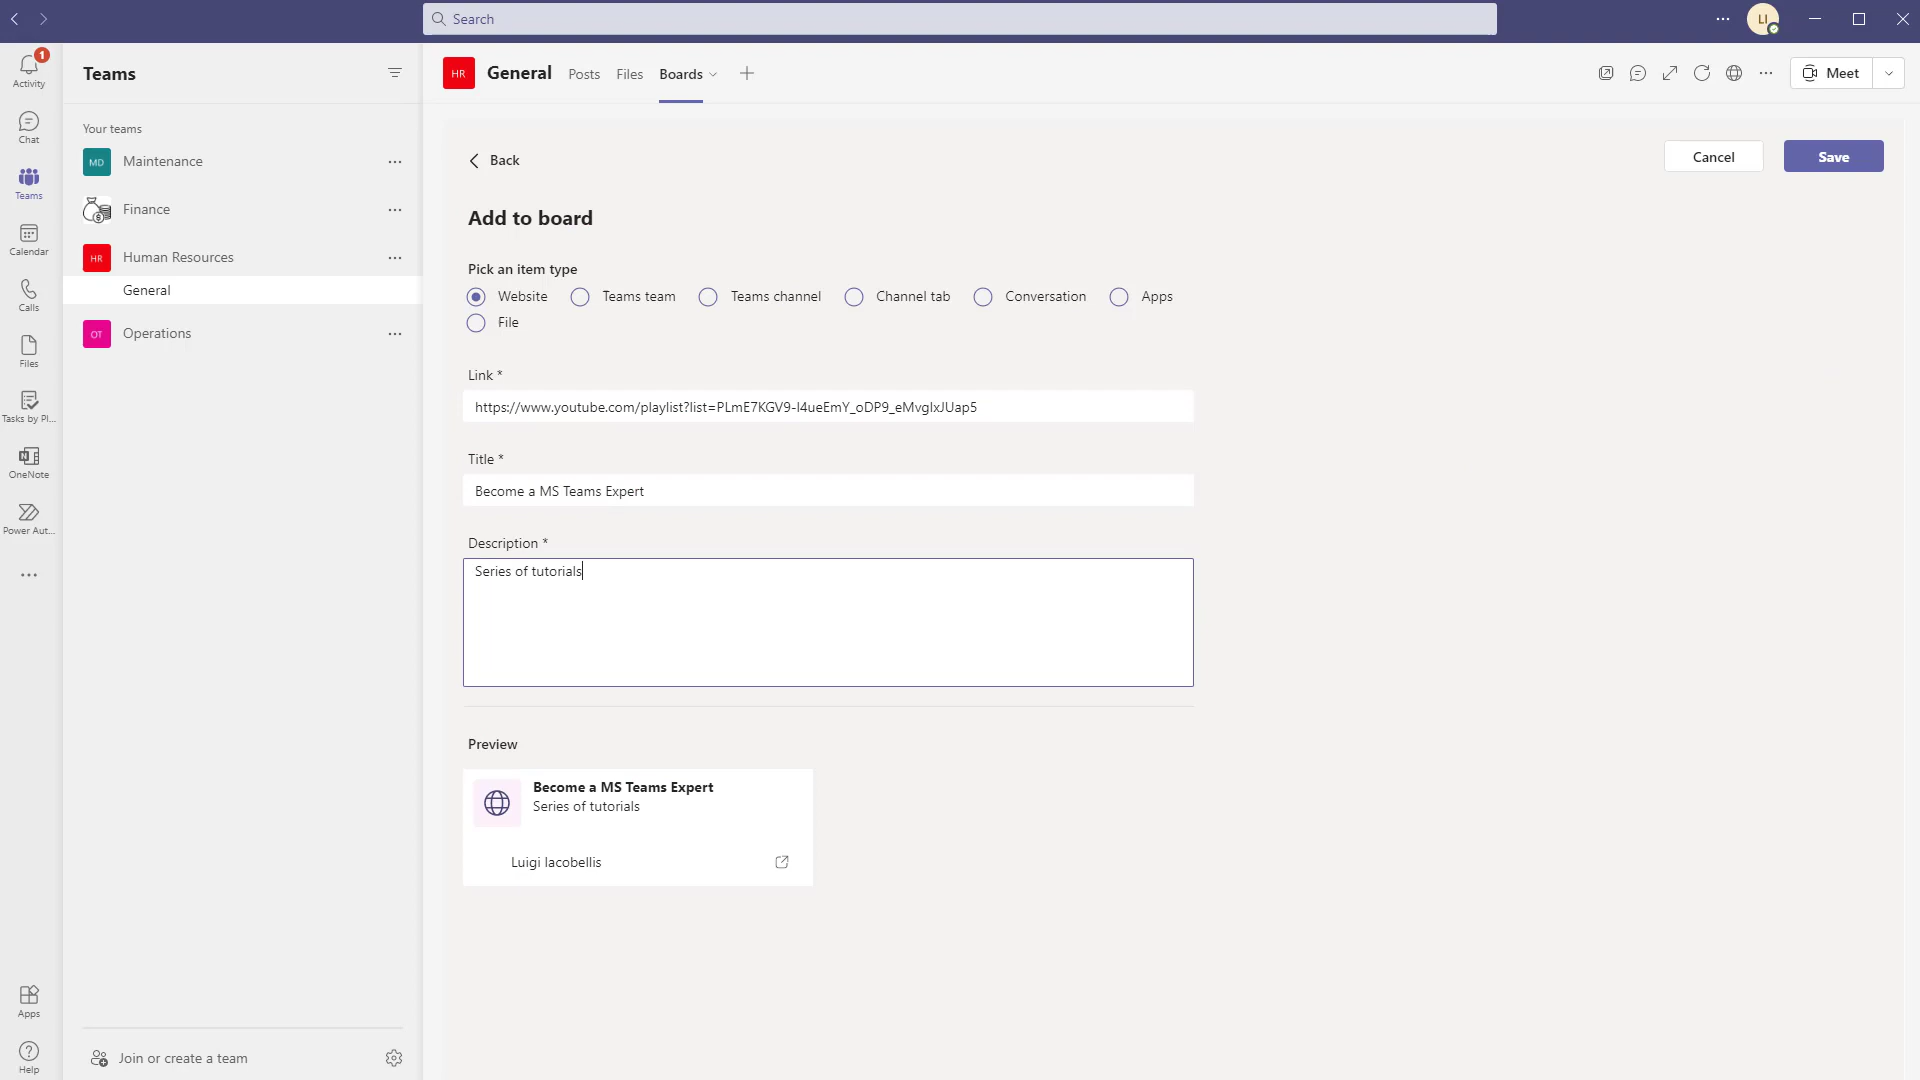 Search
LI
1
Activity
Chat
Teams
Calendar
Calls
Files
Tasks by Pl...
OneNote
Power Aut...
Apps
Help
Teams
Your teams
MD Maintenance
Finance
HR Human Resources
General
OT Operations
Join or create a team
HR General Posts Files Boards
Meet
Back
Cancel
Save
Add to board
Pick an item type
Website Teams team Teams channel Channel tab Conversation Apps
File
Link *
https://www.youtube.com/playlist?list=PLmE7KGV9-I4ueEmY_oDP9_eMvgIxJUap5
Title *
Become a MS Teams Expert
Description *
Series of tutorials
Preview
Become a MS Teams Expert
Series of tutorials
Luigi Iacobellis